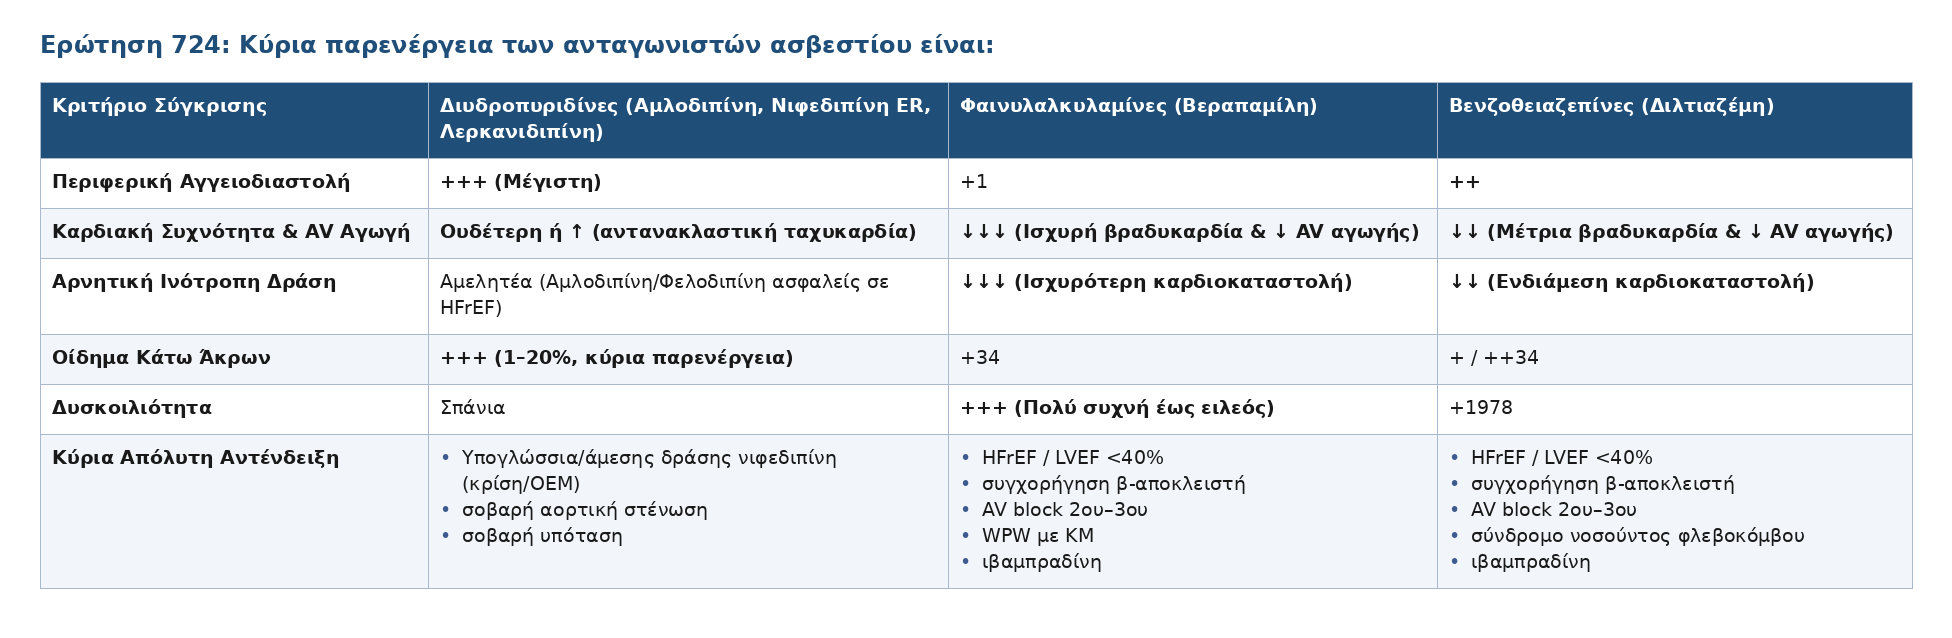 Ερώτηση 724: Κύρια παρενέργεια των ανταγωνιστών ασβεστίου είναι:
Κριτήριο Σύγκρισης
Διυδροπυριδίνες (Αμλοδιπίνη, Νιφεδιπίνη ER,
Λερκανιδιπίνη)
Φαινυλαλκυλαμίνες (Βεραπαμίλη)
Βενζοθειαζεπίνες (Διλτιαζέμη)
Περιφερική Αγγειοδιαστολή
+++ (Μέγιστη)
+1
++
Καρδιακή Συχνότητα & AV Αγωγή
Ουδέτερη ή ↑ (αντανακλαστική ταχυκαρδία)
↓↓↓ (Ισχυρή βραδυκαρδία & ↓ AV αγωγής)
↓↓ (Μέτρια βραδυκαρδία & ↓ AV αγωγής)
Αρνητική Ινότροπη Δράση
Αμελητέα (Αμλοδιπίνη/Φελοδιπίνη ασφαλείς σε
HFrEF)
↓↓↓ (Ισχυρότερη καρδιοκαταστολή)
↓↓ (Ενδιάμεση καρδιοκαταστολή)
Οίδημα Κάτω Άκρων
+++ (1–20%, κύρια παρενέργεια)
+34
+ / ++34
Δυσκοιλιότητα
Σπάνια
+++ (Πολύ συχνή έως ειλεός)
+1978
Κύρια Απόλυτη Αντένδειξη
• Υπογλώσσια/άμεσης δράσης νιφεδιπίνη
(κρίση/ΟΕΜ)
• σοβαρή αορτική στένωση
• σοβαρή υπόταση
• HFrEF / LVEF <40%
• συγχορήγηση β-αποκλειστή
• AV block 2ου–3ου
• WPW με ΚΜ
• ιβαμπραδίνη
• HFrEF / LVEF <40%
• συγχορήγηση β-αποκλειστή
• AV block 2ου–3ου
• σύνδρομο νοσούντος φλεβοκόμβου
• ιβαμπραδίνη